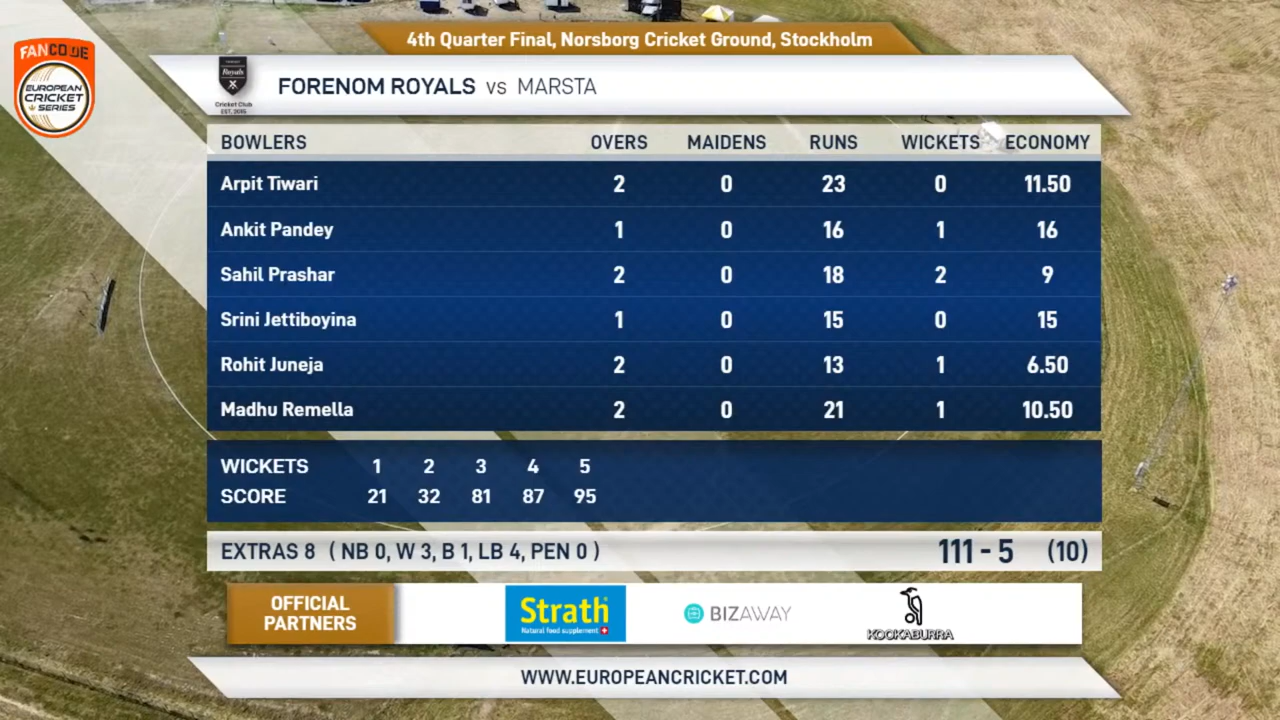 4th Quarter Final, Norsborg Cricket Ground, Stockholm
FANCODE
EUROPEAN
CRICKET
SERIES
Royals
Cricket Club
EST. 2015
FORENOM ROYALS vs MARSTA
BOWLERS OVERS MAIDENS RUNS WICKETS ECONOMY
Arpit Tiwari 2 0 23 0 11.50
Ankit Pandey 1 0 16 1 16
Sahil Prashar 2 0 18 2 9
Srini Jettiboyina 1 0 15 0 15
Rohit Juneja 2 0 13 1 6.50
Madhu Remella 2 0 21 1 10.50
WICKETS 1 2 3 4 5
SCORE 21 32 81 87 95
EXTRAS 8 ( NB 0, W 3, B 1, LB 4, PEN 0 ) 111 - 5 (10)
OFFICIAL
PARTNERS
Strath
Natural food supplement
BIZAWAY
KOOKABURRA
WWW.EUROPEANCRICKET.COM